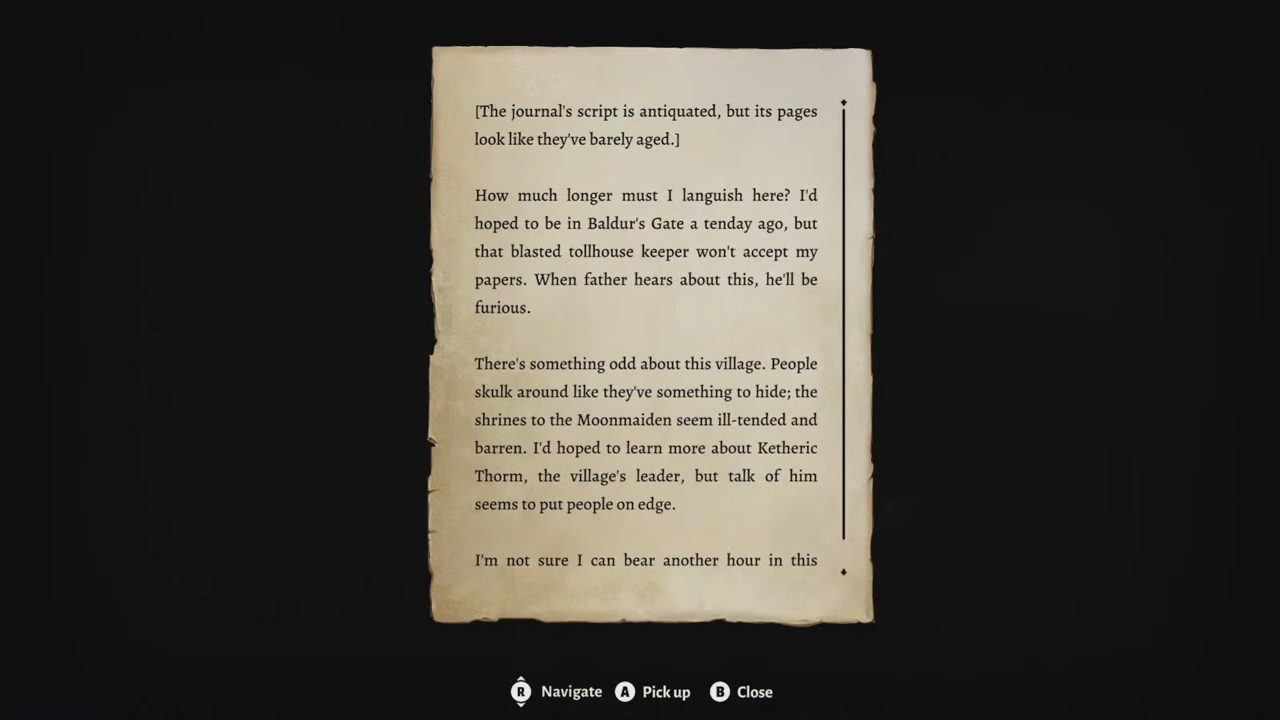 [The journal's script is antiquated, but its pages
look like they've barely aged.]
How much longer must I languish here? I'd
hoped to be in Baldur's Gate a tenday ago, but
that blasted tollhouse keeper won't accept my
papers. When father hears about this, he'll be
furious.
There's something odd about this village. People
skulk around like they've something to hide; the
shrines to the Moonmaiden seem ill-tended and
barren. I'd hoped to learn more about Ketheric
Thorm, the village's leader, but talk of him
seems to put people on edge.
I'm not sure I can bear another hour in this
R Navigate A Pick up B Close